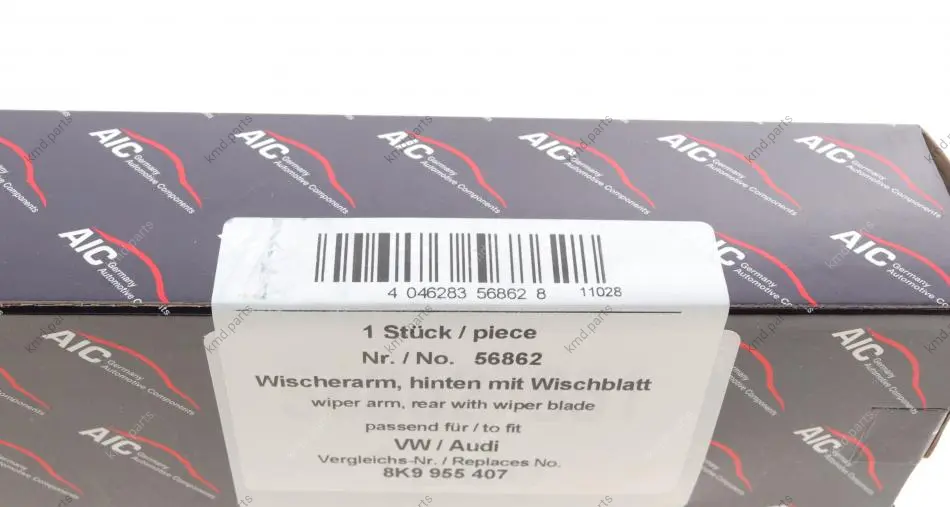 AIC Germany Automotive Components
kmd.parts
4 046283 568628
11028
1 Stück / piece
Nr. / No. 56862
Wischerarm, hinten mit Wischblatt
wiper arm, rear with wiper blade
passend für / to fit
VW / Audi
Vergleichs-Nr. / Replaces No.
8K9 955 407